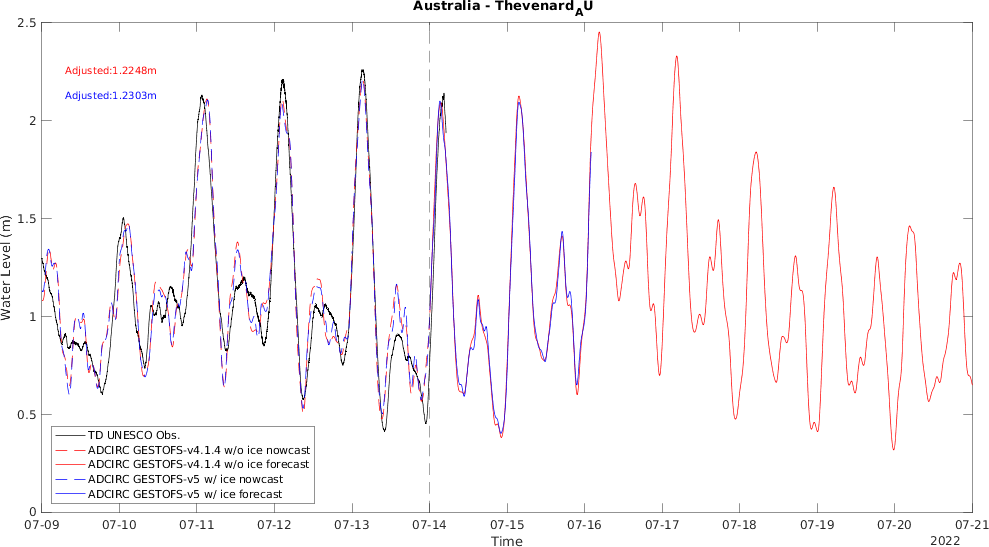 Australia - Thevenard_AU
2.5
Adjusted:1.2248m
Adjusted:1.2303m
2
1.5
1
0.5
0
Water Level (m)
TD UNESCO Obs.
ADCIRC GESTOFS-v4.1.4 w/o ice nowcast
ADCIRC GESTOFS-v4.1.4 w/o ice forecast
ADCIRC GESTOFS-v5 w/ ice nowcast
ADCIRC GESTOFS-v5 w/ ice forecast
07-09 07-10 07-11 07-12 07-13 07-14 07-15 07-16 07-17 07-18 07-19 07-20 07-21
Time
2022